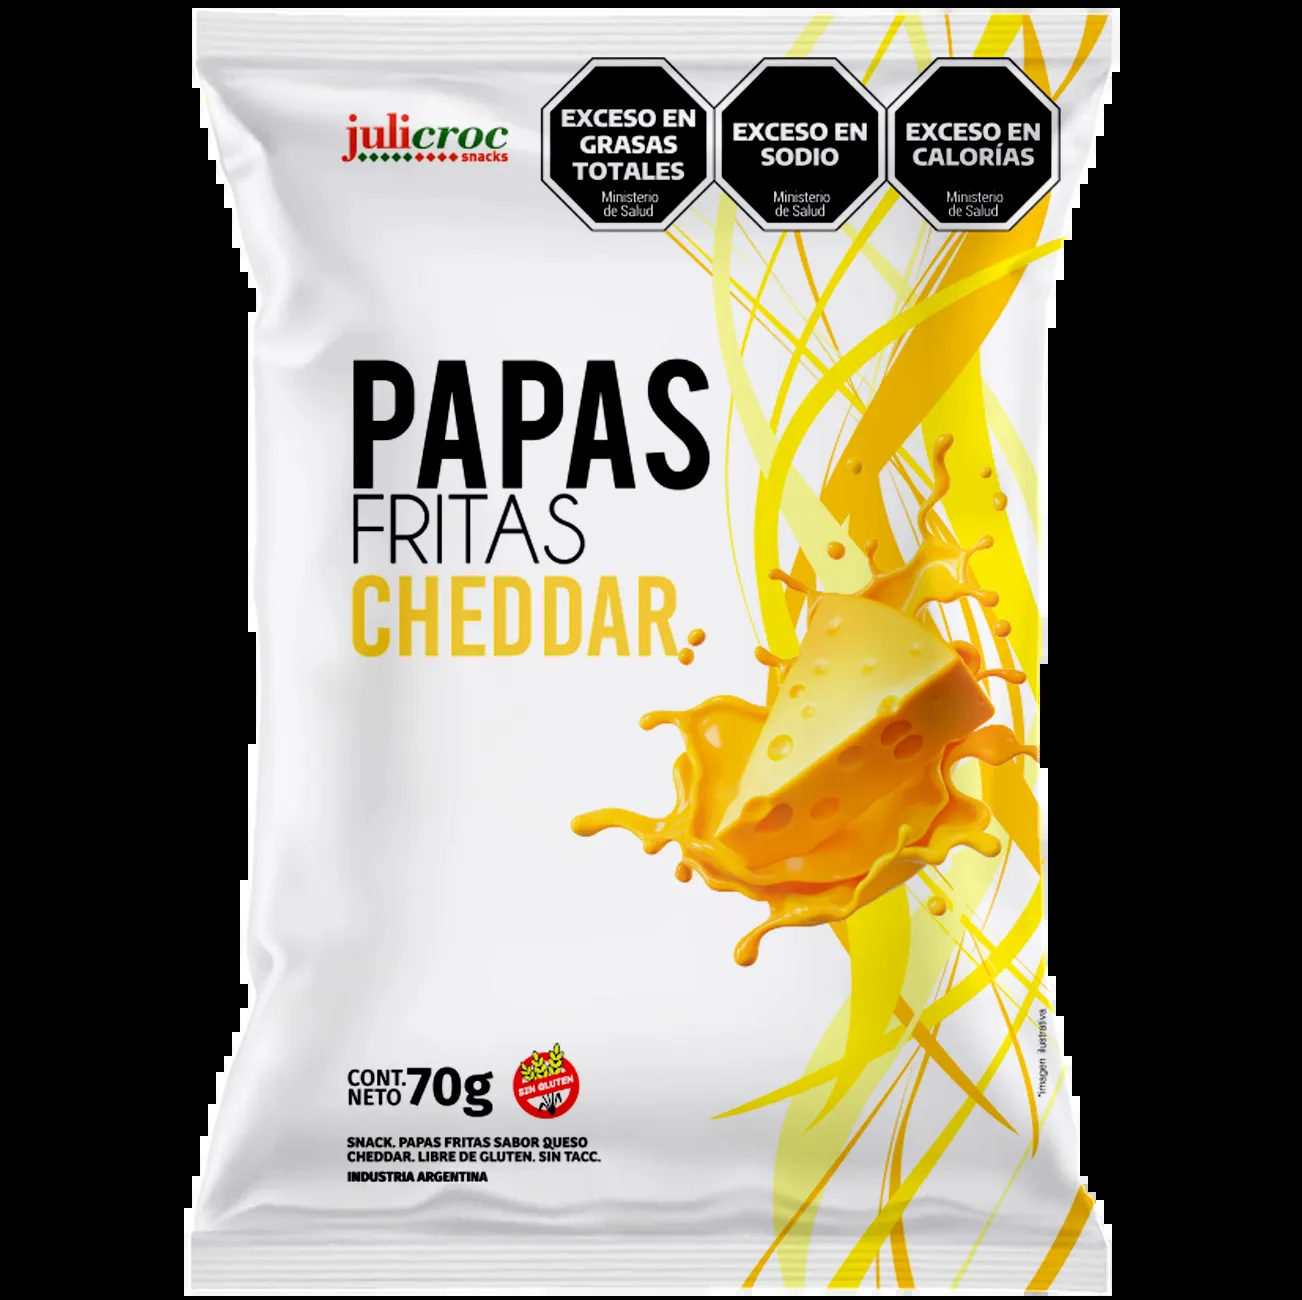 julicroc
snacks
EXCESO EN
GRASAS
TOTALES
Ministerio
de Salud
EXCESO EN
SODIO
Ministerio
de Salud
EXCESO EN
CALORÍAS
Ministerio
de Salud
PAPAS
FRITAS
CHEDDAR
CONT.
NETO 70g
SIN GLUTEN
SNACK. PAPAS FRITAS SABOR QUESO
CHEDDAR. LIBRE DE GLUTEN. SIN TACC.
INDUSTRIA ARGENTINA
*imagen ilustrativa